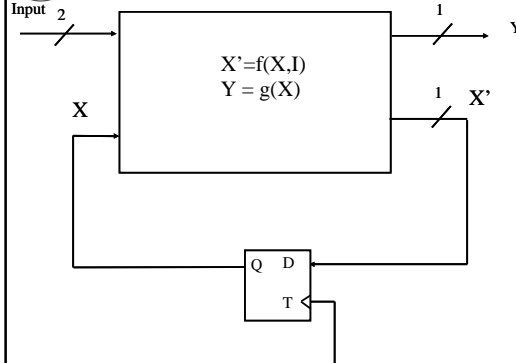 Input
2
1
Y
X'=f(X,I)
Y = g(X)
1
X'
X
Q D
T